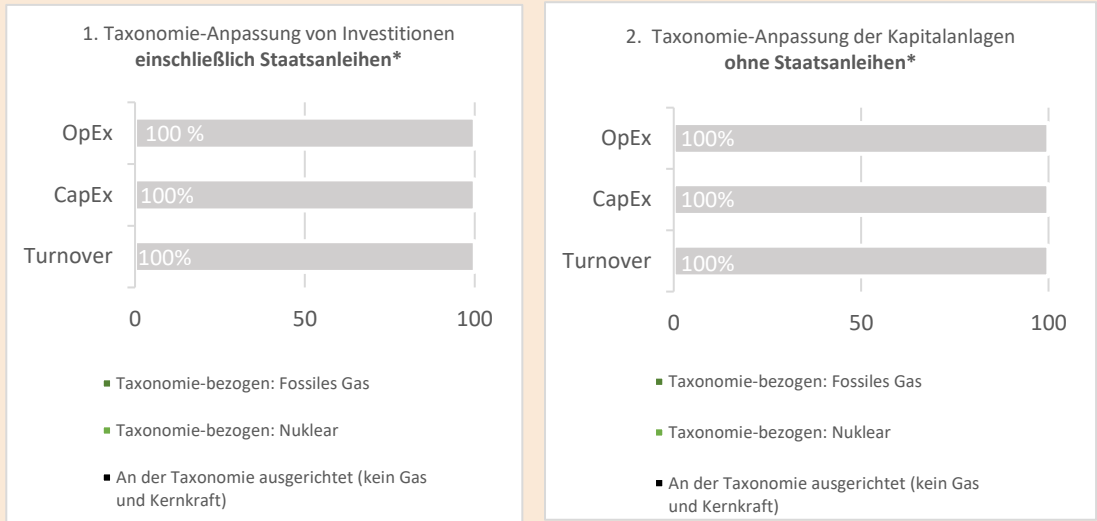 1. Taxonomie-Anpassung von Investitionen
einschließlich Staatsanleihen*
OpEx
100 %
CapEx
100%
Turnover
100%
0
50
100
Taxonomie-bezogen: Fossiles Gas
Taxonomie-bezogen: Nuklear
An der Taxonomie ausgerichtet (kein Gas
und Kernkraft)
2. Taxonomie-Anpassung der Kapitalanlagen
ohne Staatsanleihen*
OpEx
100%
CapEx
100%
Turnover
100%
0
50
100
Taxonomie-bezogen: Fossiles Gas
Taxonomie-bezogen: Nuklear
An der Taxonomie ausgerichtet (kein Gas
und Kernkraft)